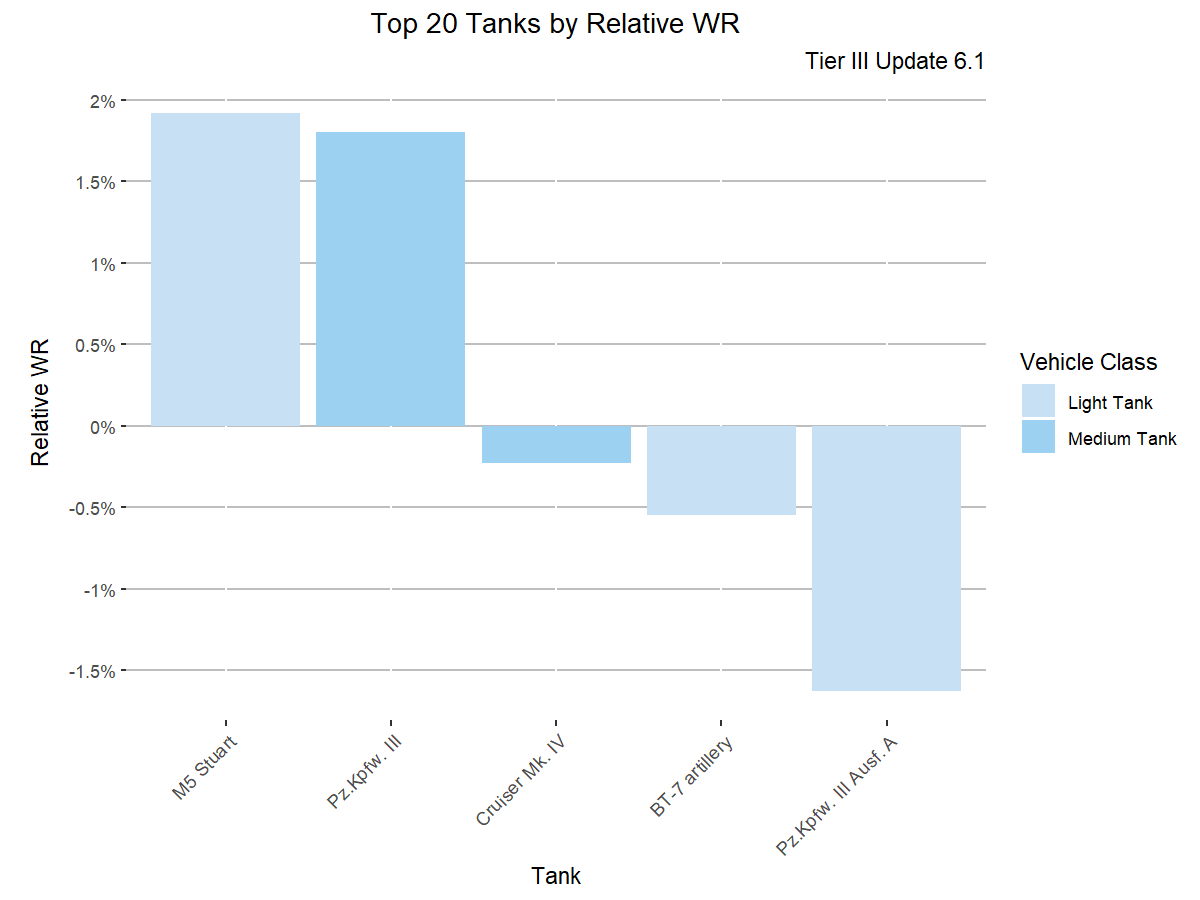 Top 20 Tanks by Relative WR
Tier III Update 6.1
Relative WR
2%
1.5%
1%
0.5%
0%
-0.5%
-1%
-1.5%
M5 Stuart
Pz.Kpfw. III
Cruiser Mk. IV
BT-7 artillery
Pz.Kpfw. III Ausf. A
Tank
Vehicle Class
Light Tank
Medium Tank